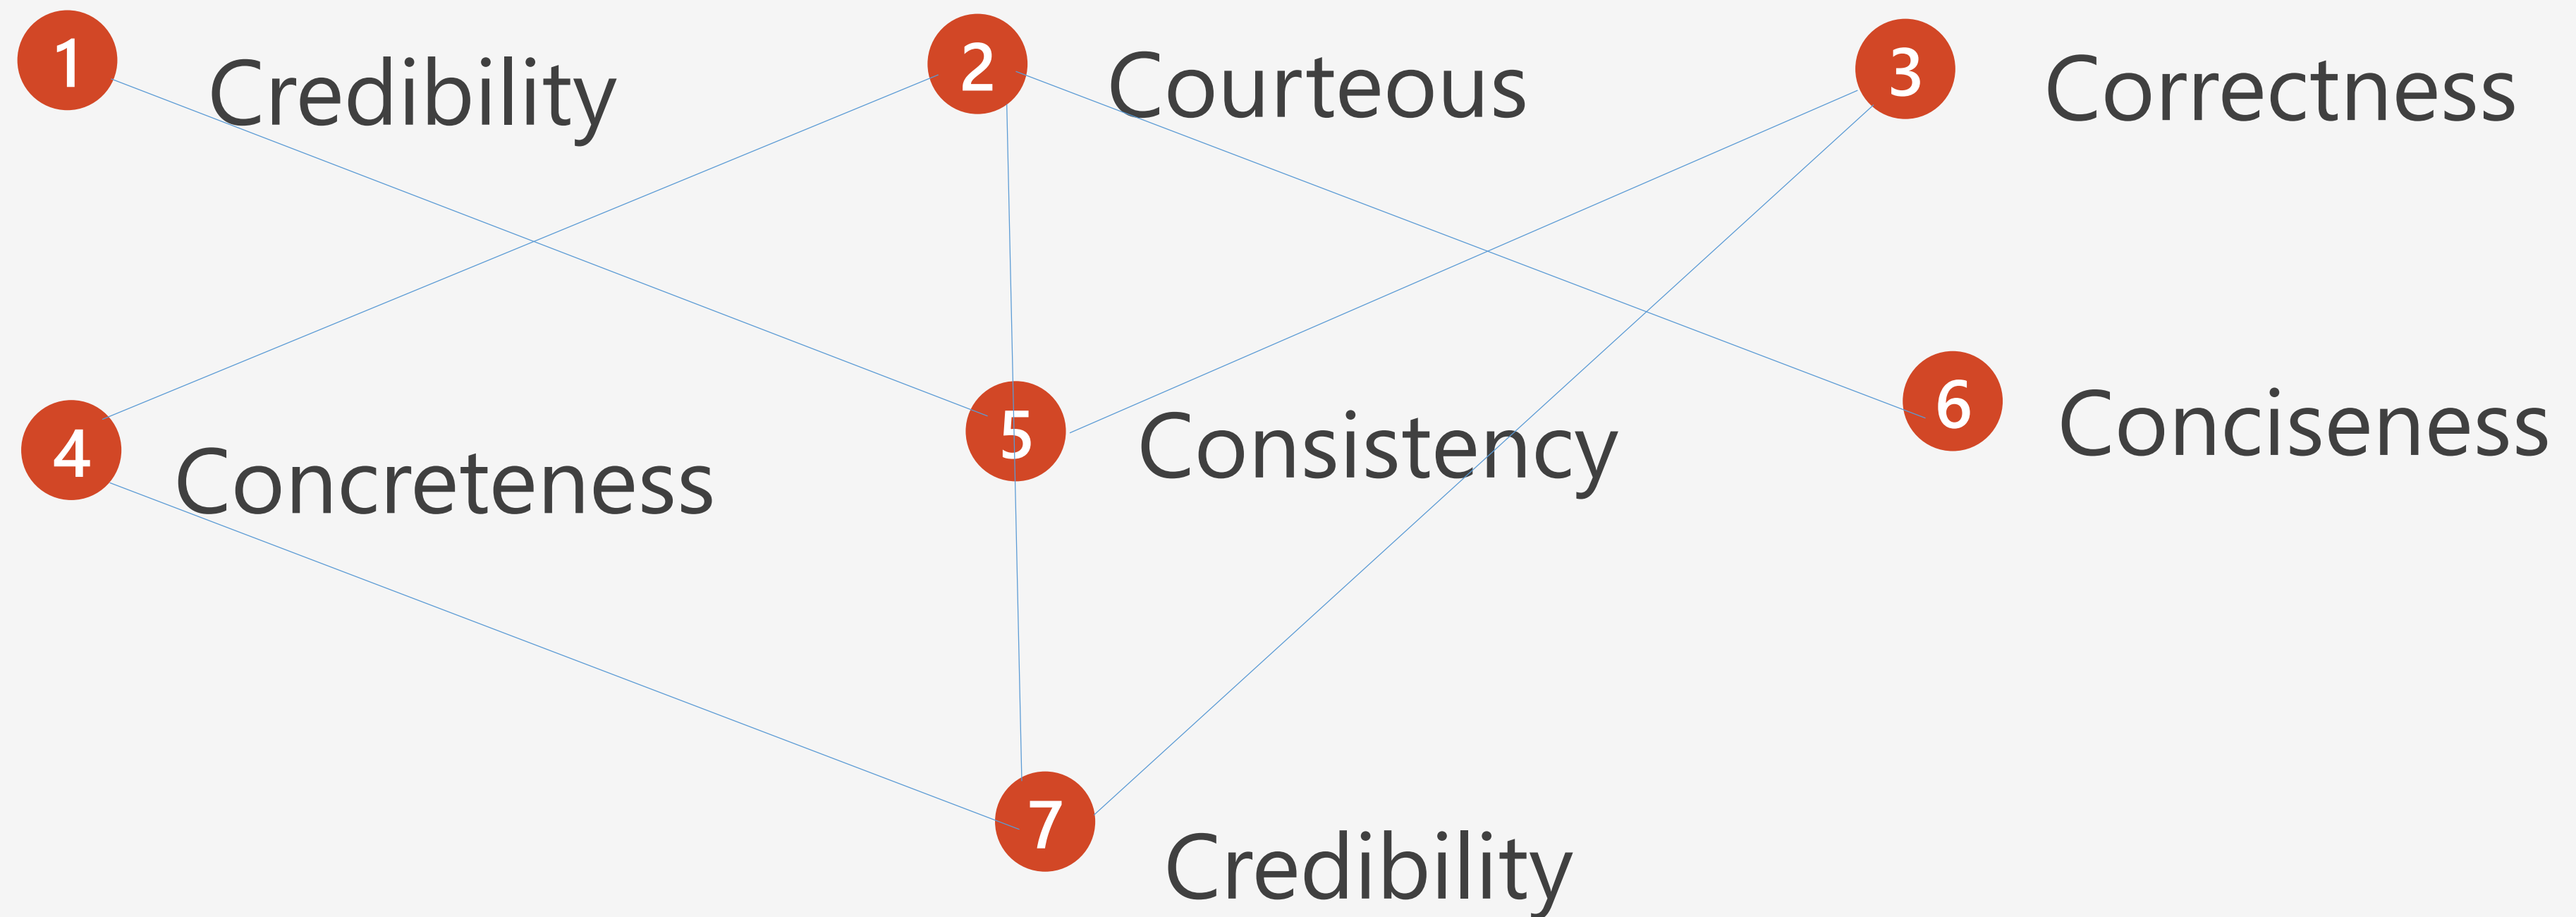 1 Credibility
2 Courteous
3 Correctness
4 Concreteness
5 Consistency
6 Conciseness
7 Credibility